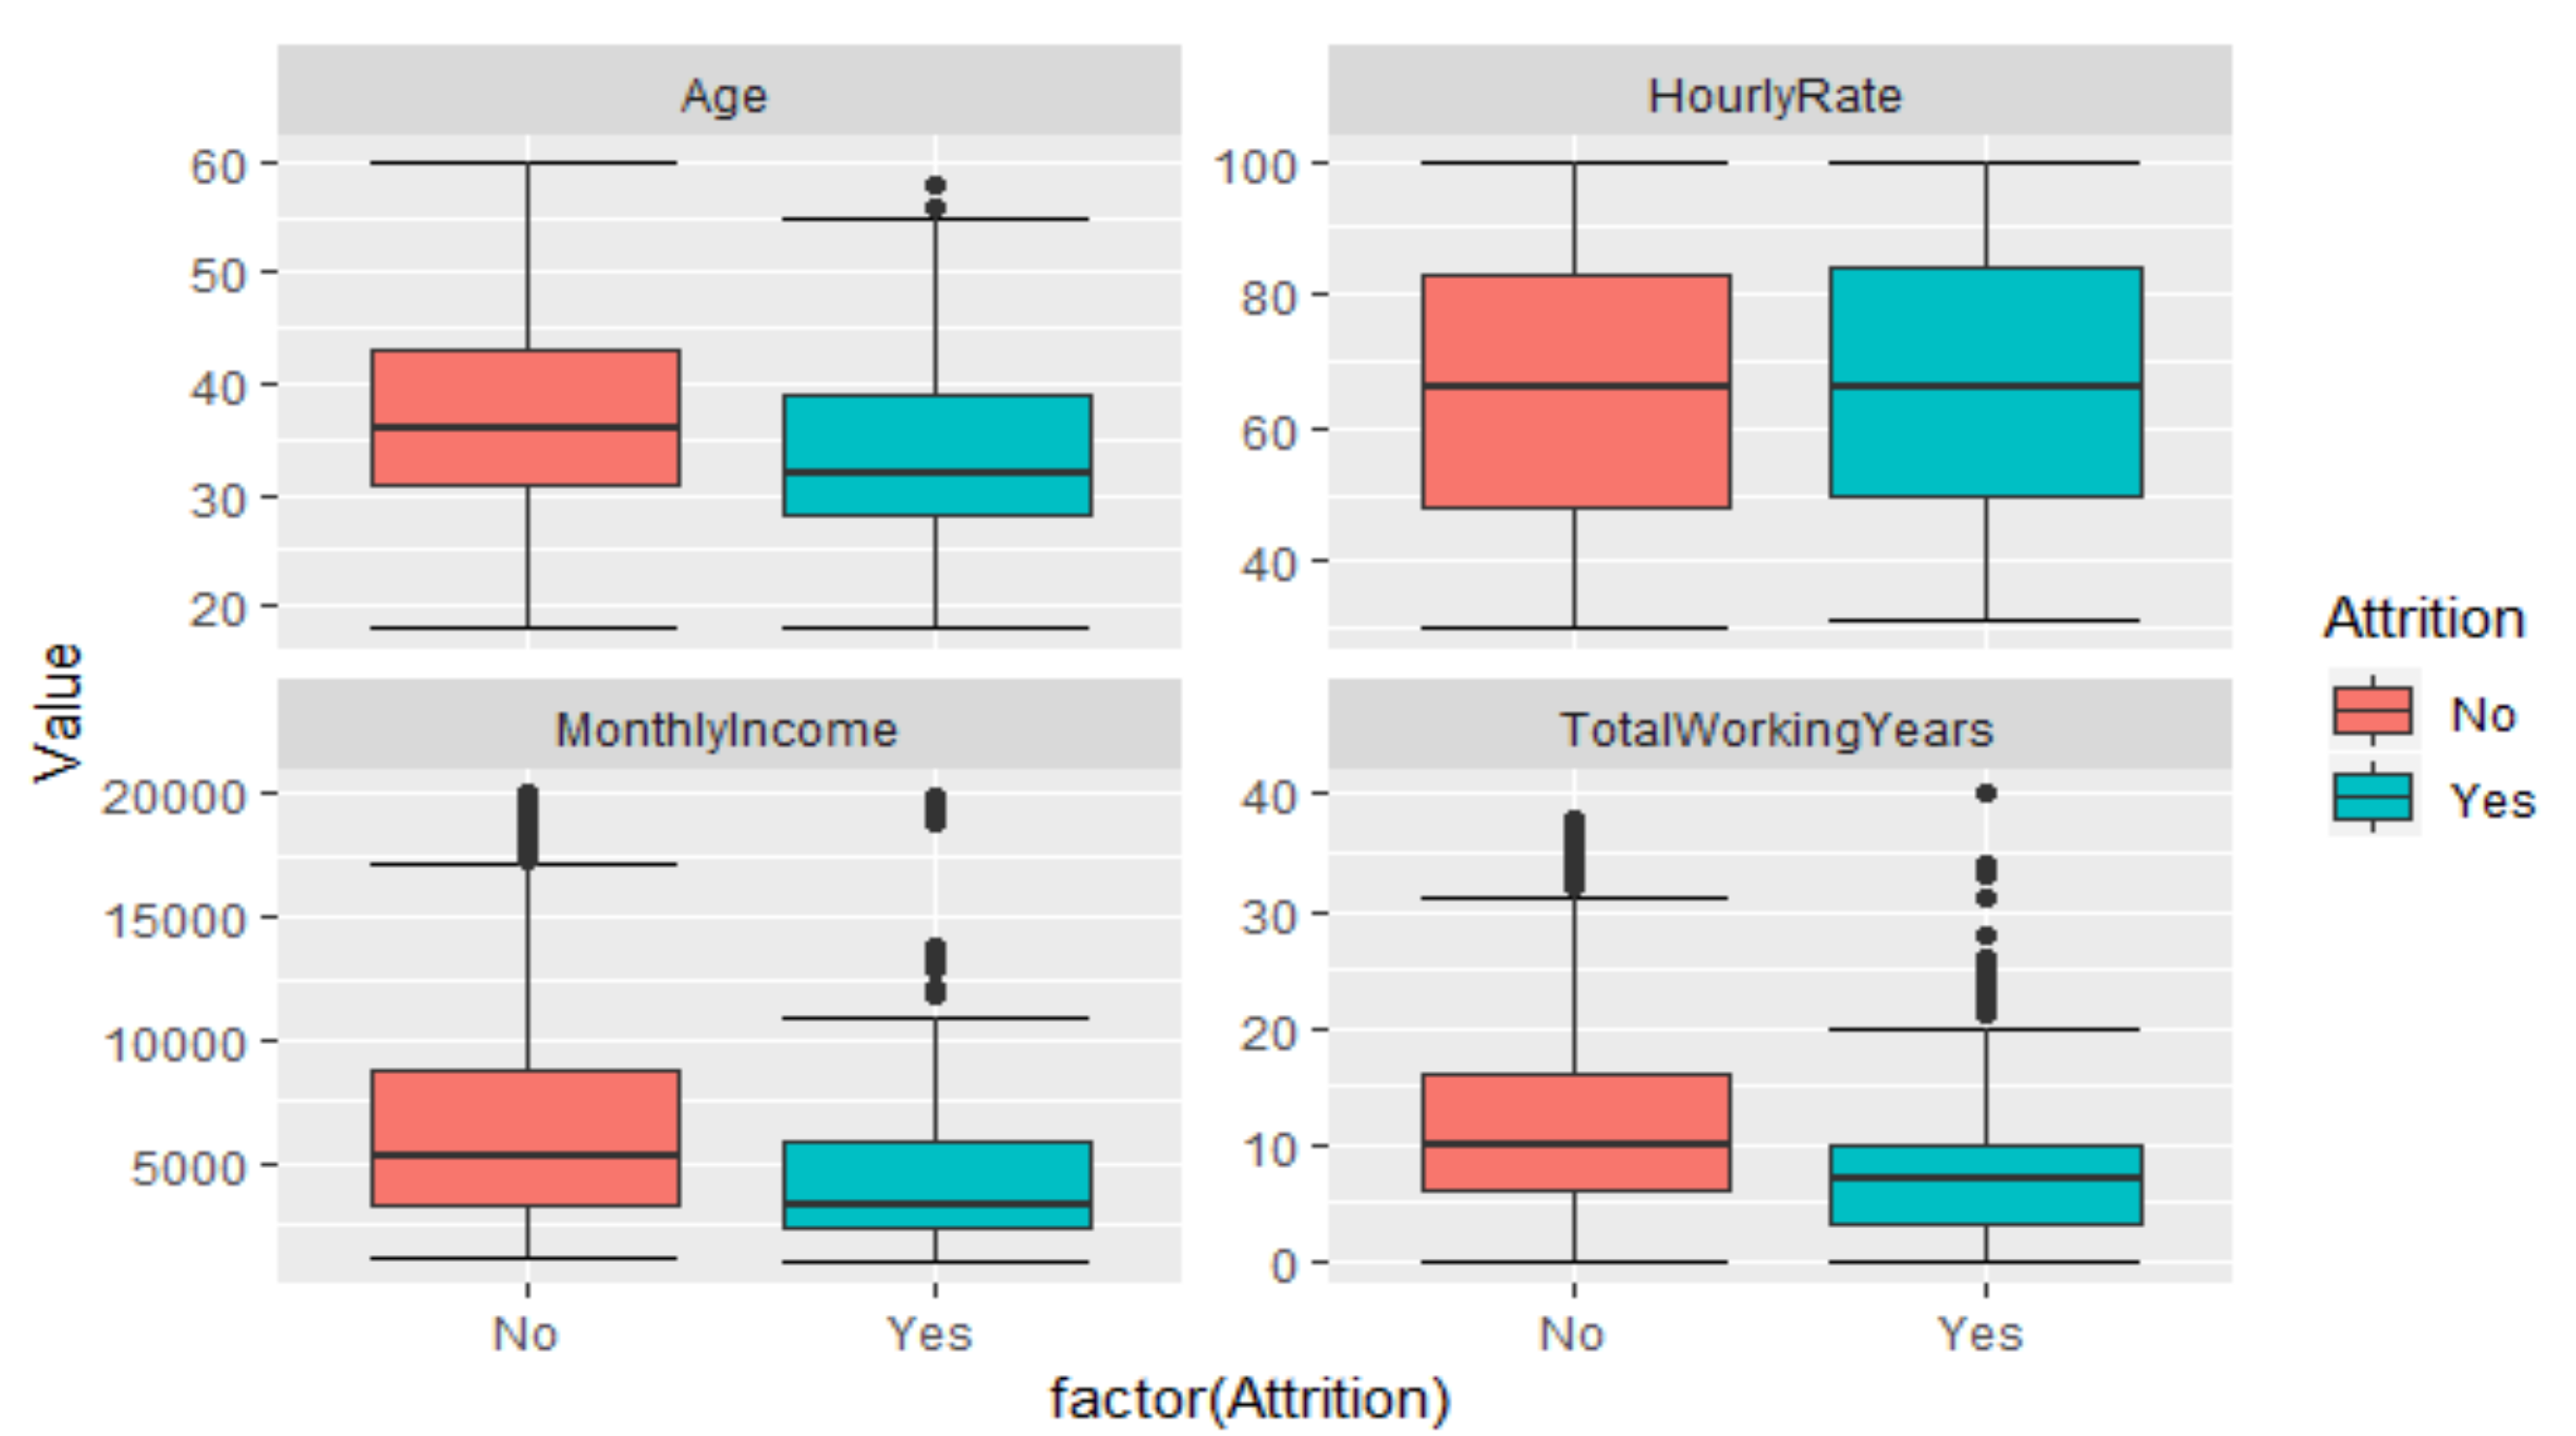 Age
HourlyRate
60
50
40
30
20
100
80
60
40
Value
MonthlyIncome
TotalWorkingYears
20000
15000
10000
5000
40
30
20
10
0
No
Yes
No
Yes
factor(Attrition)
Attrition
No
Yes